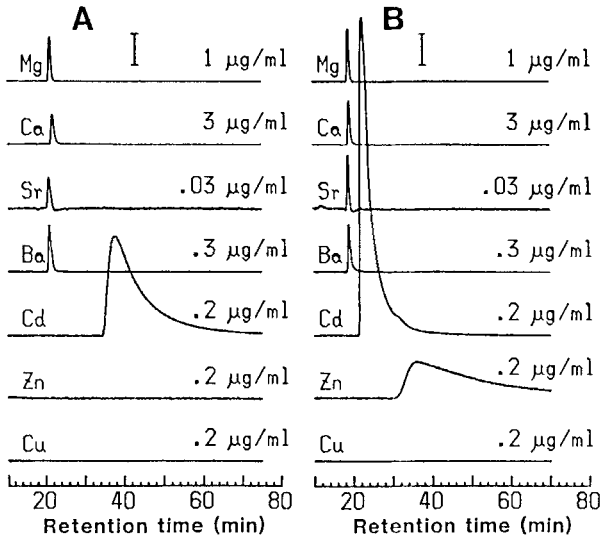 A
Mg 1 µg/ml
Ca 3 µg/ml
Sr .03 µg/ml
Ba .3 µg/ml
Cd .2 µg/ml
Zn .2 µg/ml
Cu .2 µg/ml
20 40 60 80
Retention time (min)
B
Mg 1 µg/ml
Ca 3 µg/ml
Sr .03 µg/ml
Ba .3 µg/ml
Cd .2 µg/ml
Zn .2 µg/ml
Cu .2 µg/ml
20 40 60 80
Retention time (min)